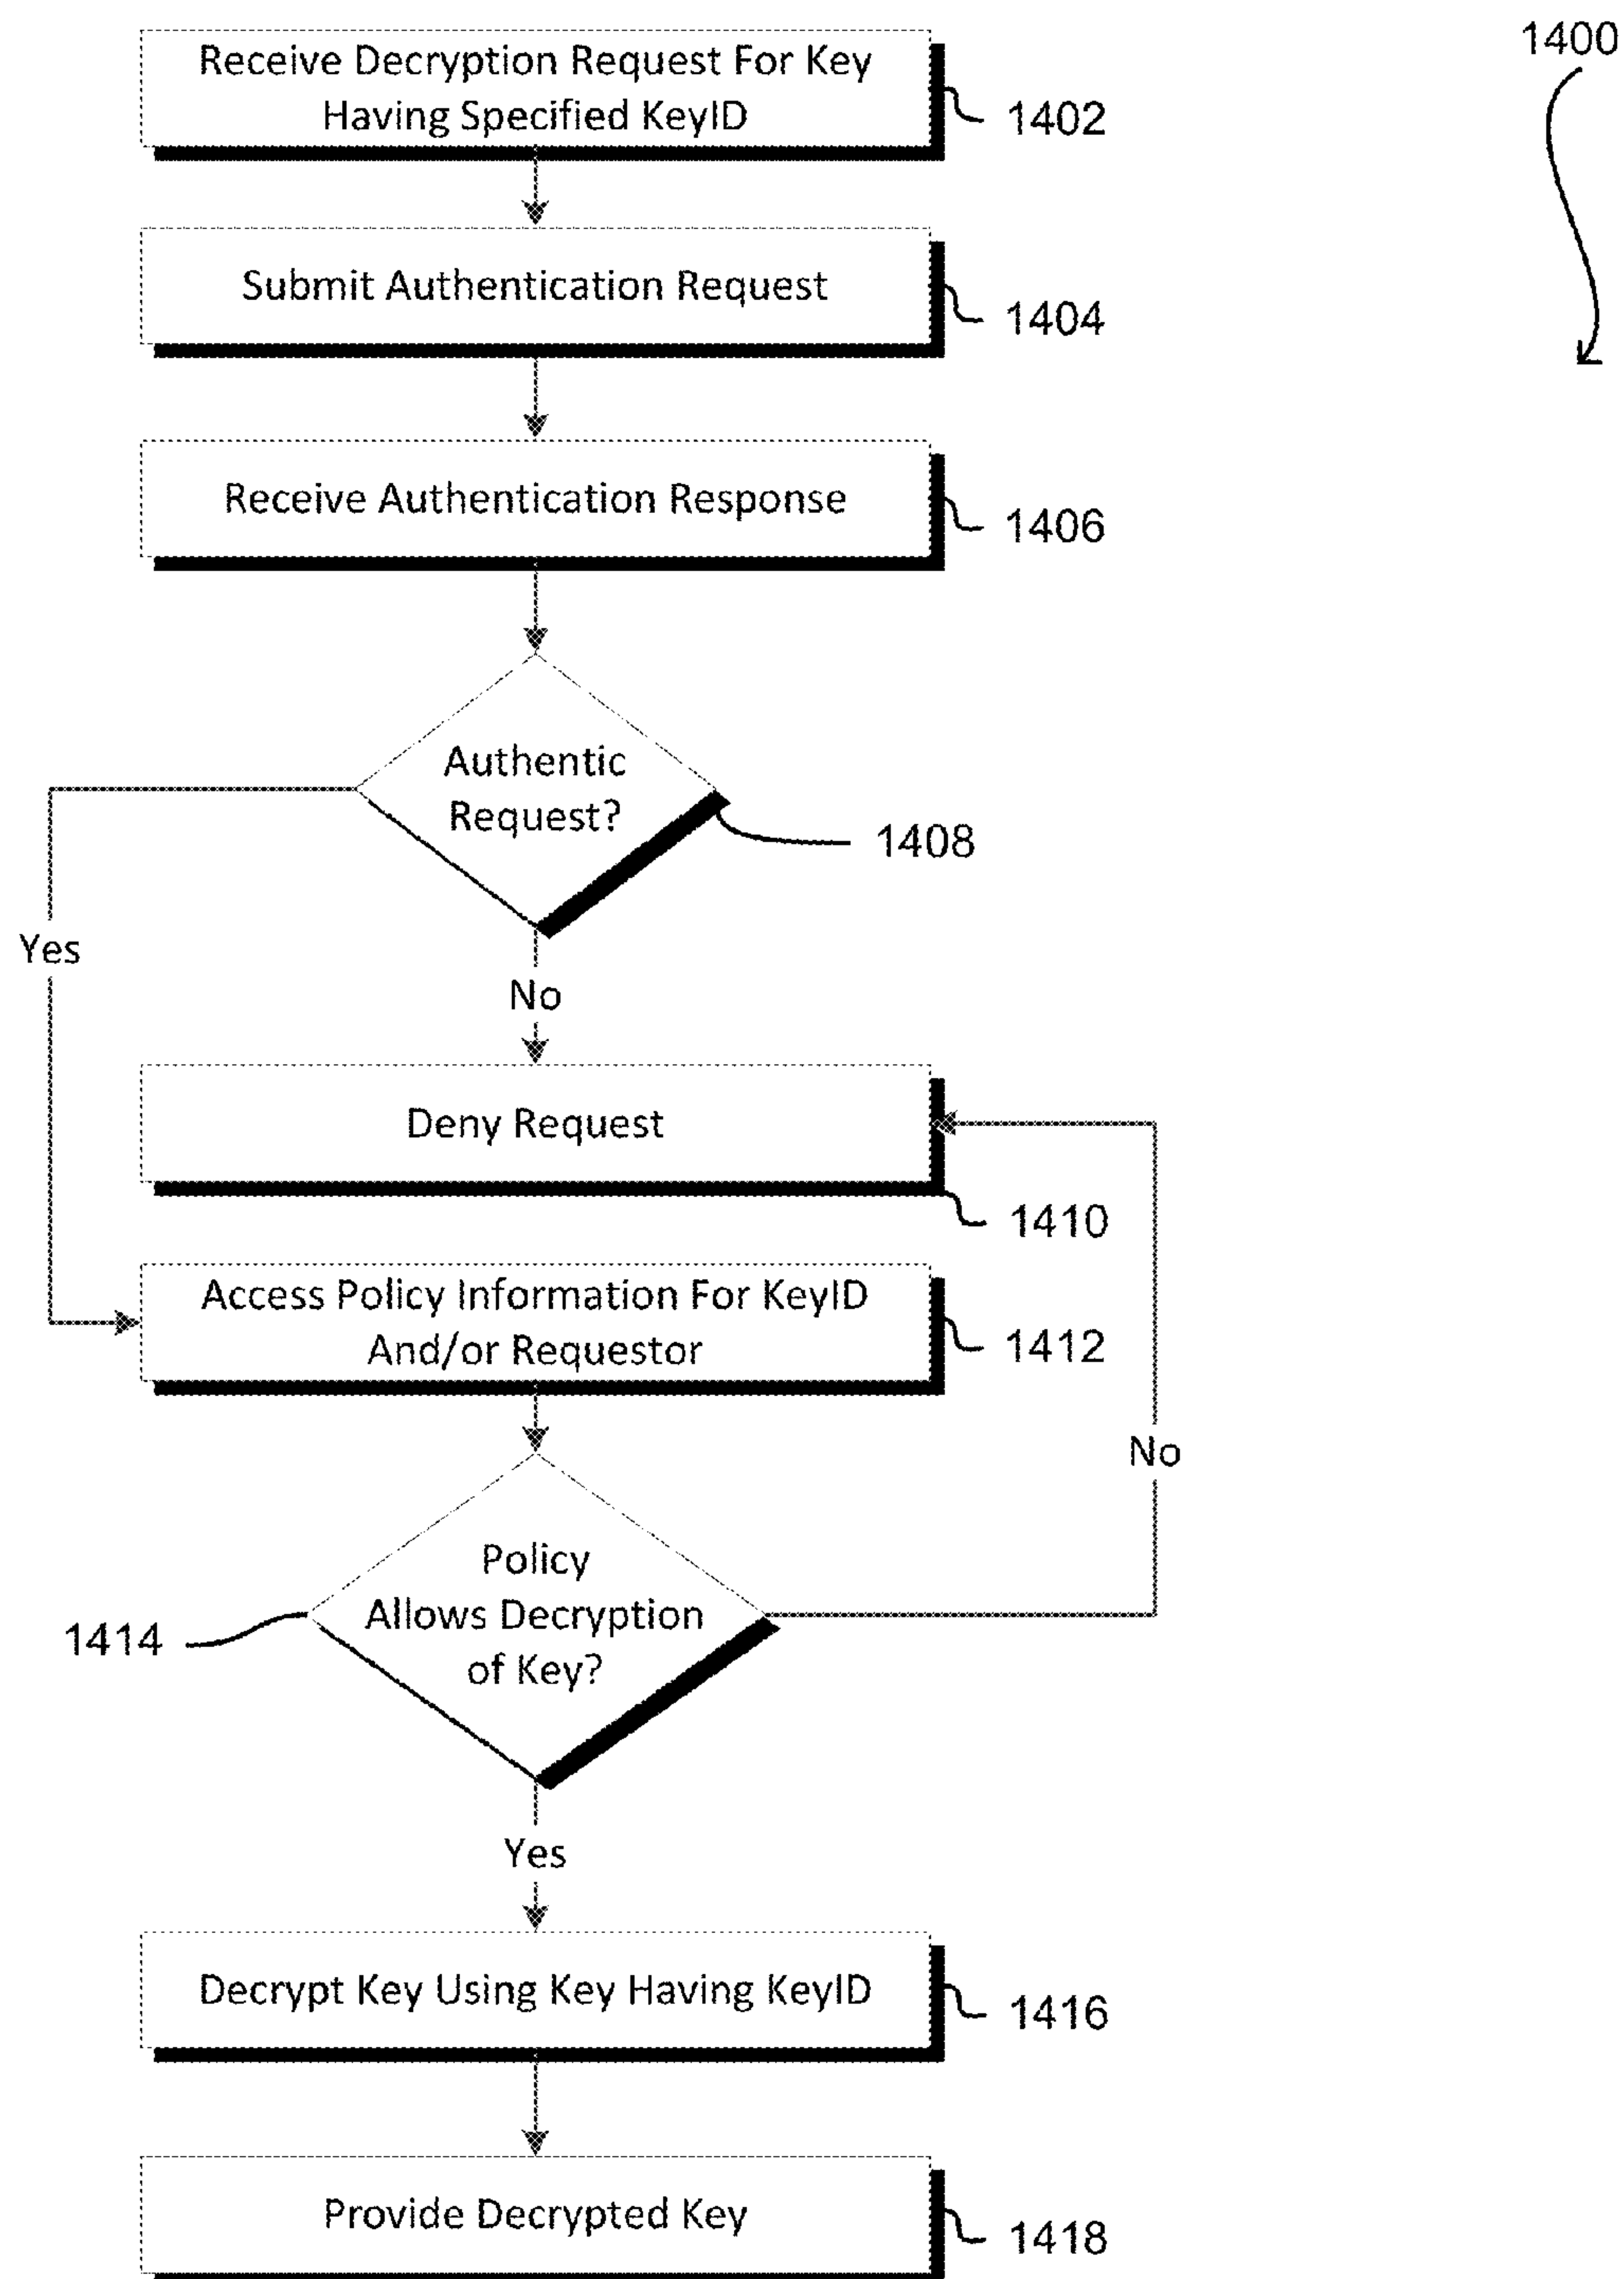 1400
Receive Decryption Request For Key
Having Specified KeyID
1402
Submit Authentication Request
1404
Receive Authentication Response
1406
Authentic
Request?
1408
Yes
No
Deny Request
1410
Access Policy Information For KeyID
And/or Requestor
1412
No
Policy
Allows Decryption
of Key?
1414
Yes
Decrypt Key Using Key Having KeyID
1416
Provide Decrypted Key
1418